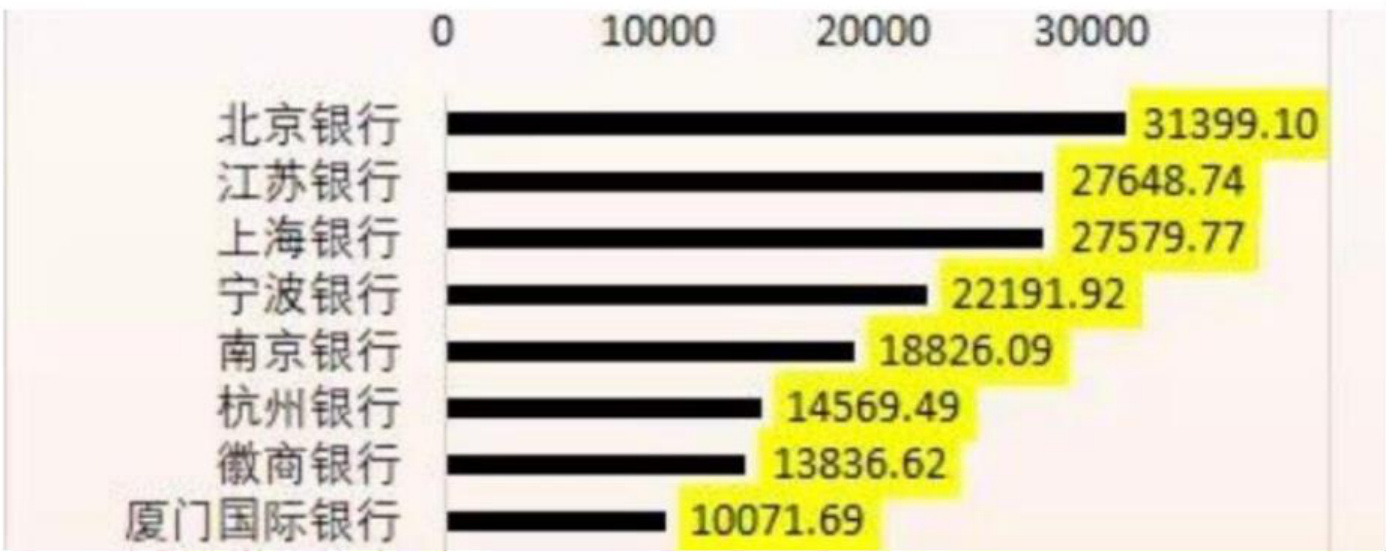 0 10000 20000 30000
北京银行 31399.10
江苏银行 27648.74
上海银行 27579.77
宁波银行 22191.92
南京银行 18826.09
杭州银行 14569.49
徽商银行 13836.62
厦门国际银行 10071.69